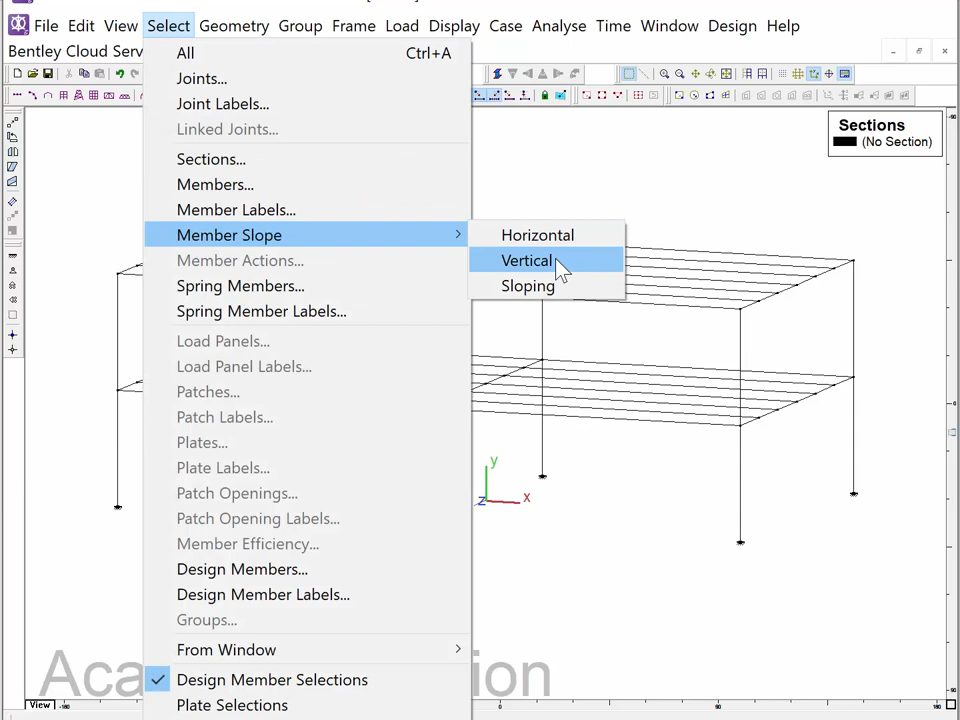 File Edit View Select Geometry Group Frame Load Display Case Analyse Time Window Design Help
Bentley Cloud Serv
All Ctrl+A
Joints...
Joint Labels...
Linked Joints...
Sections...
Members...
Member Labels...
Member Slope
Member Actions...
Spring Members...
Spring Member Labels...
Load Panels...
Load Panel Labels...
Patches...
Patch Labels...
Plates...
Plate Labels...
Patch Openings...
Patch Opening Labels...
Member Efficiency...
Design Members...
Design Member Labels...
Groups...
From Window
Design Member Selections
Plate Selections
Horizontal
Vertical
Sloping
Sections
(No Section)
y
x
z
View
0
180